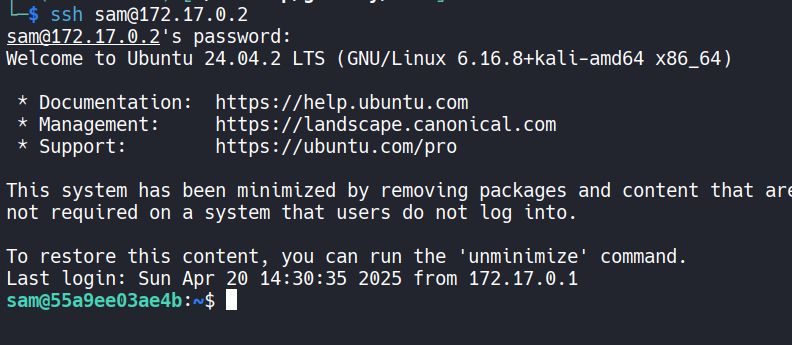 └─$ ssh sam@172.17.0.2
sam@172.17.0.2's password:
Welcome to Ubuntu 24.04.2 LTS (GNU/Linux 6.16.8+kali-amd64 x86_64)
* Documentation:  https://help.ubuntu.com
* Management:     https://landscape.canonical.com
* Support:        https://ubuntu.com/pro
This system has been minimized by removing packages and content that are
not required on a system that users do not log into.
To restore this content, you can run the 'unminimize' command.
Last login: Sun Apr 20 14:30:35 2025 from 172.17.0.1
sam@55a9ee03ae4b:~$